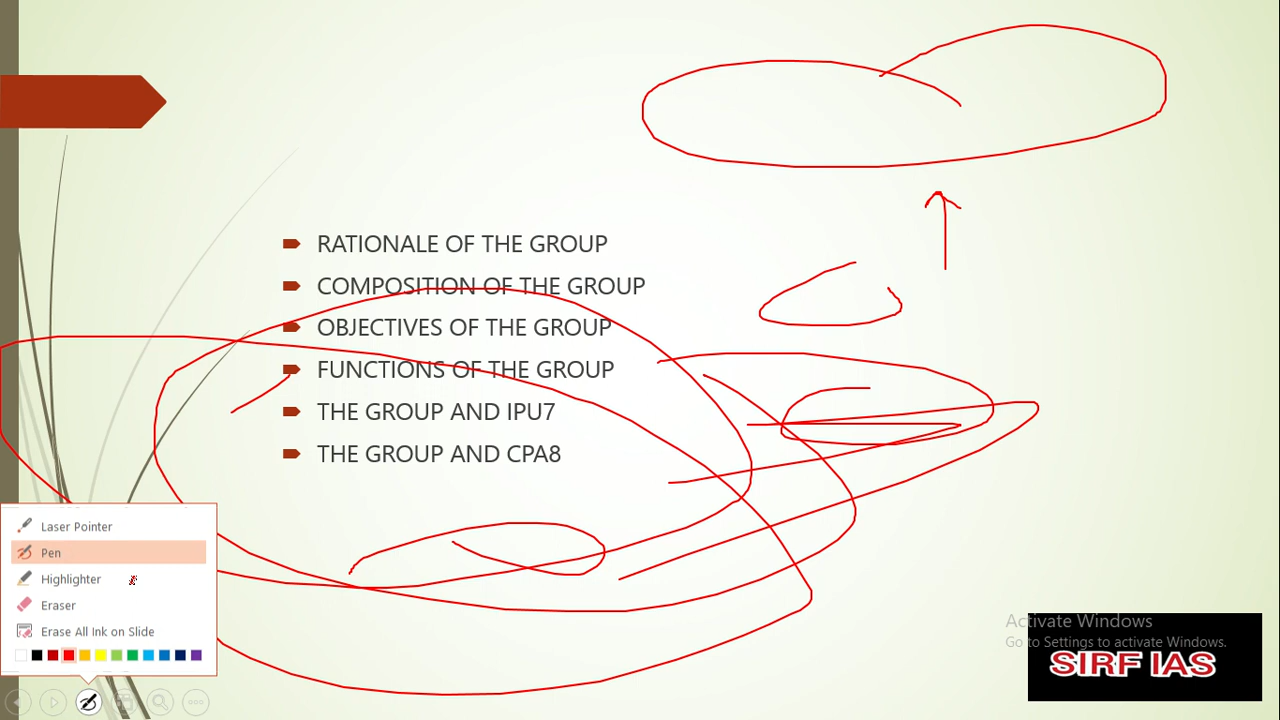 RATIONALE OF THE GROUP
COMPOSITION OF THE GROUP
OBJECTIVES OF THE GROUP
FUNCTIONS OF THE GROUP
THE GROUP AND IPU7
THE GROUP AND CPA8
Laser Pointer
Pen
Highlighter
Eraser
Erase All Ink on Slide
Activate Windows
Go to Settings to activate Windows.
SIRF IAS